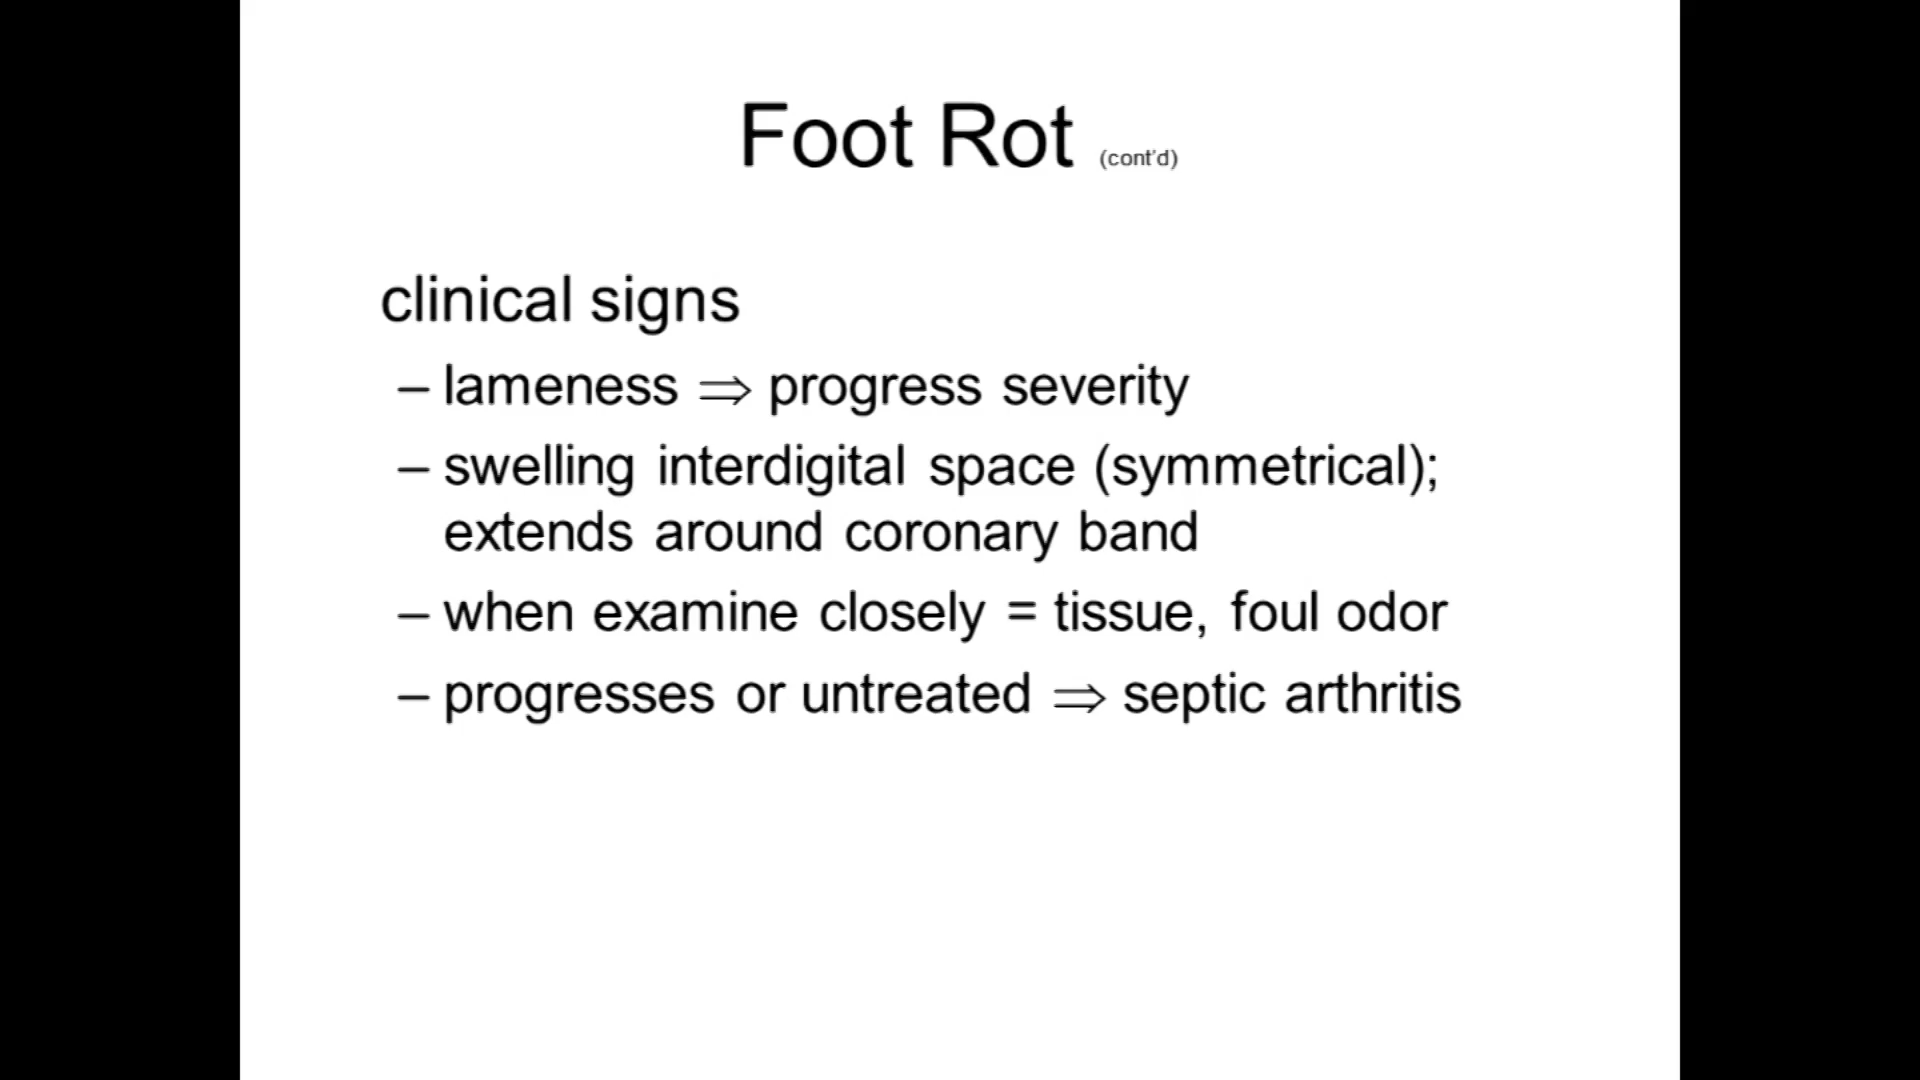 Foot Rot (cont'd)
clinical signs
– lameness ⇒ progress severity
– swelling interdigital space (symmetrical);
extends around coronary band
– when examine closely = tissue, foul odor
– progresses or untreated ⇒ septic arthritis